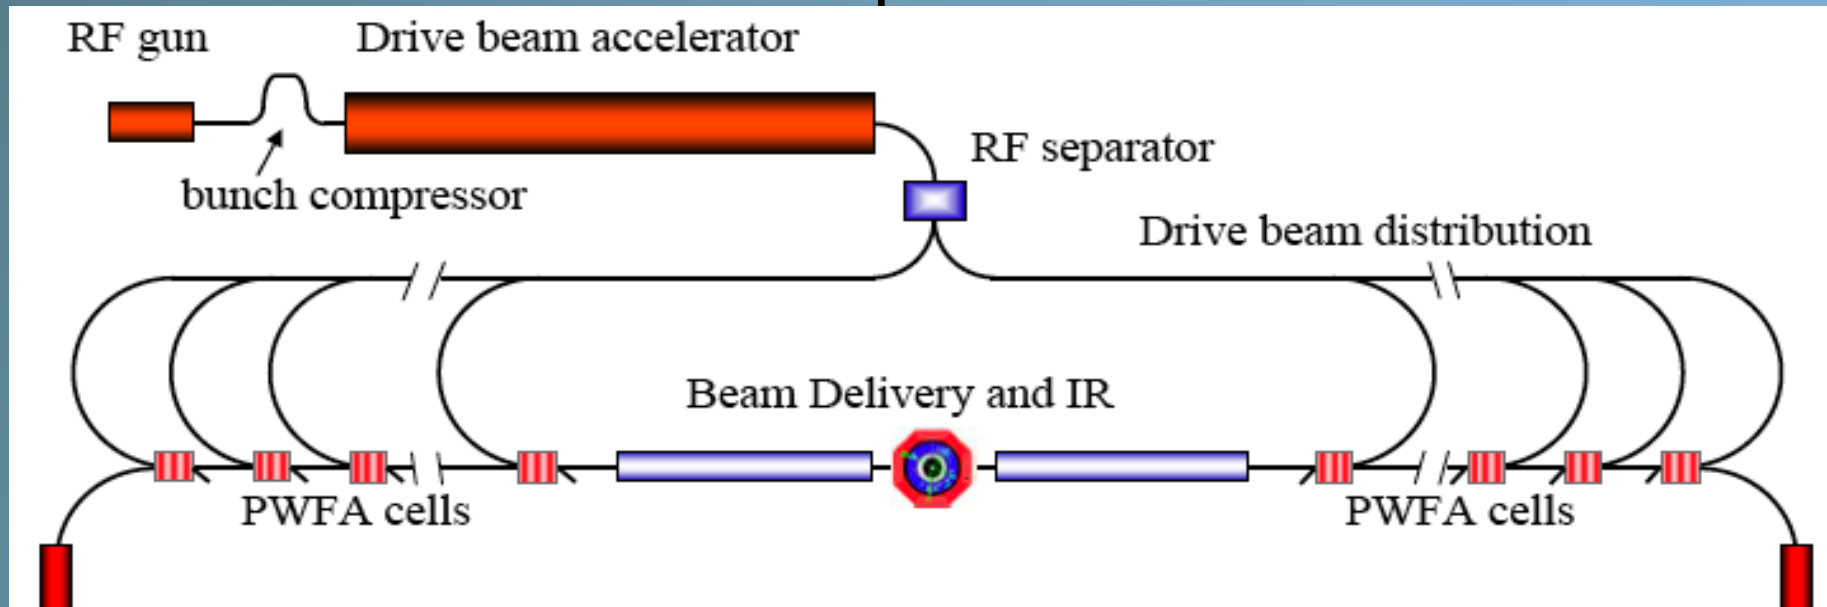 RF gun
Drive beam accelerator
RF separator
bunch compressor
Drive beam distribution
Beam Delivery and IR
PWFA cells
PWFA cells